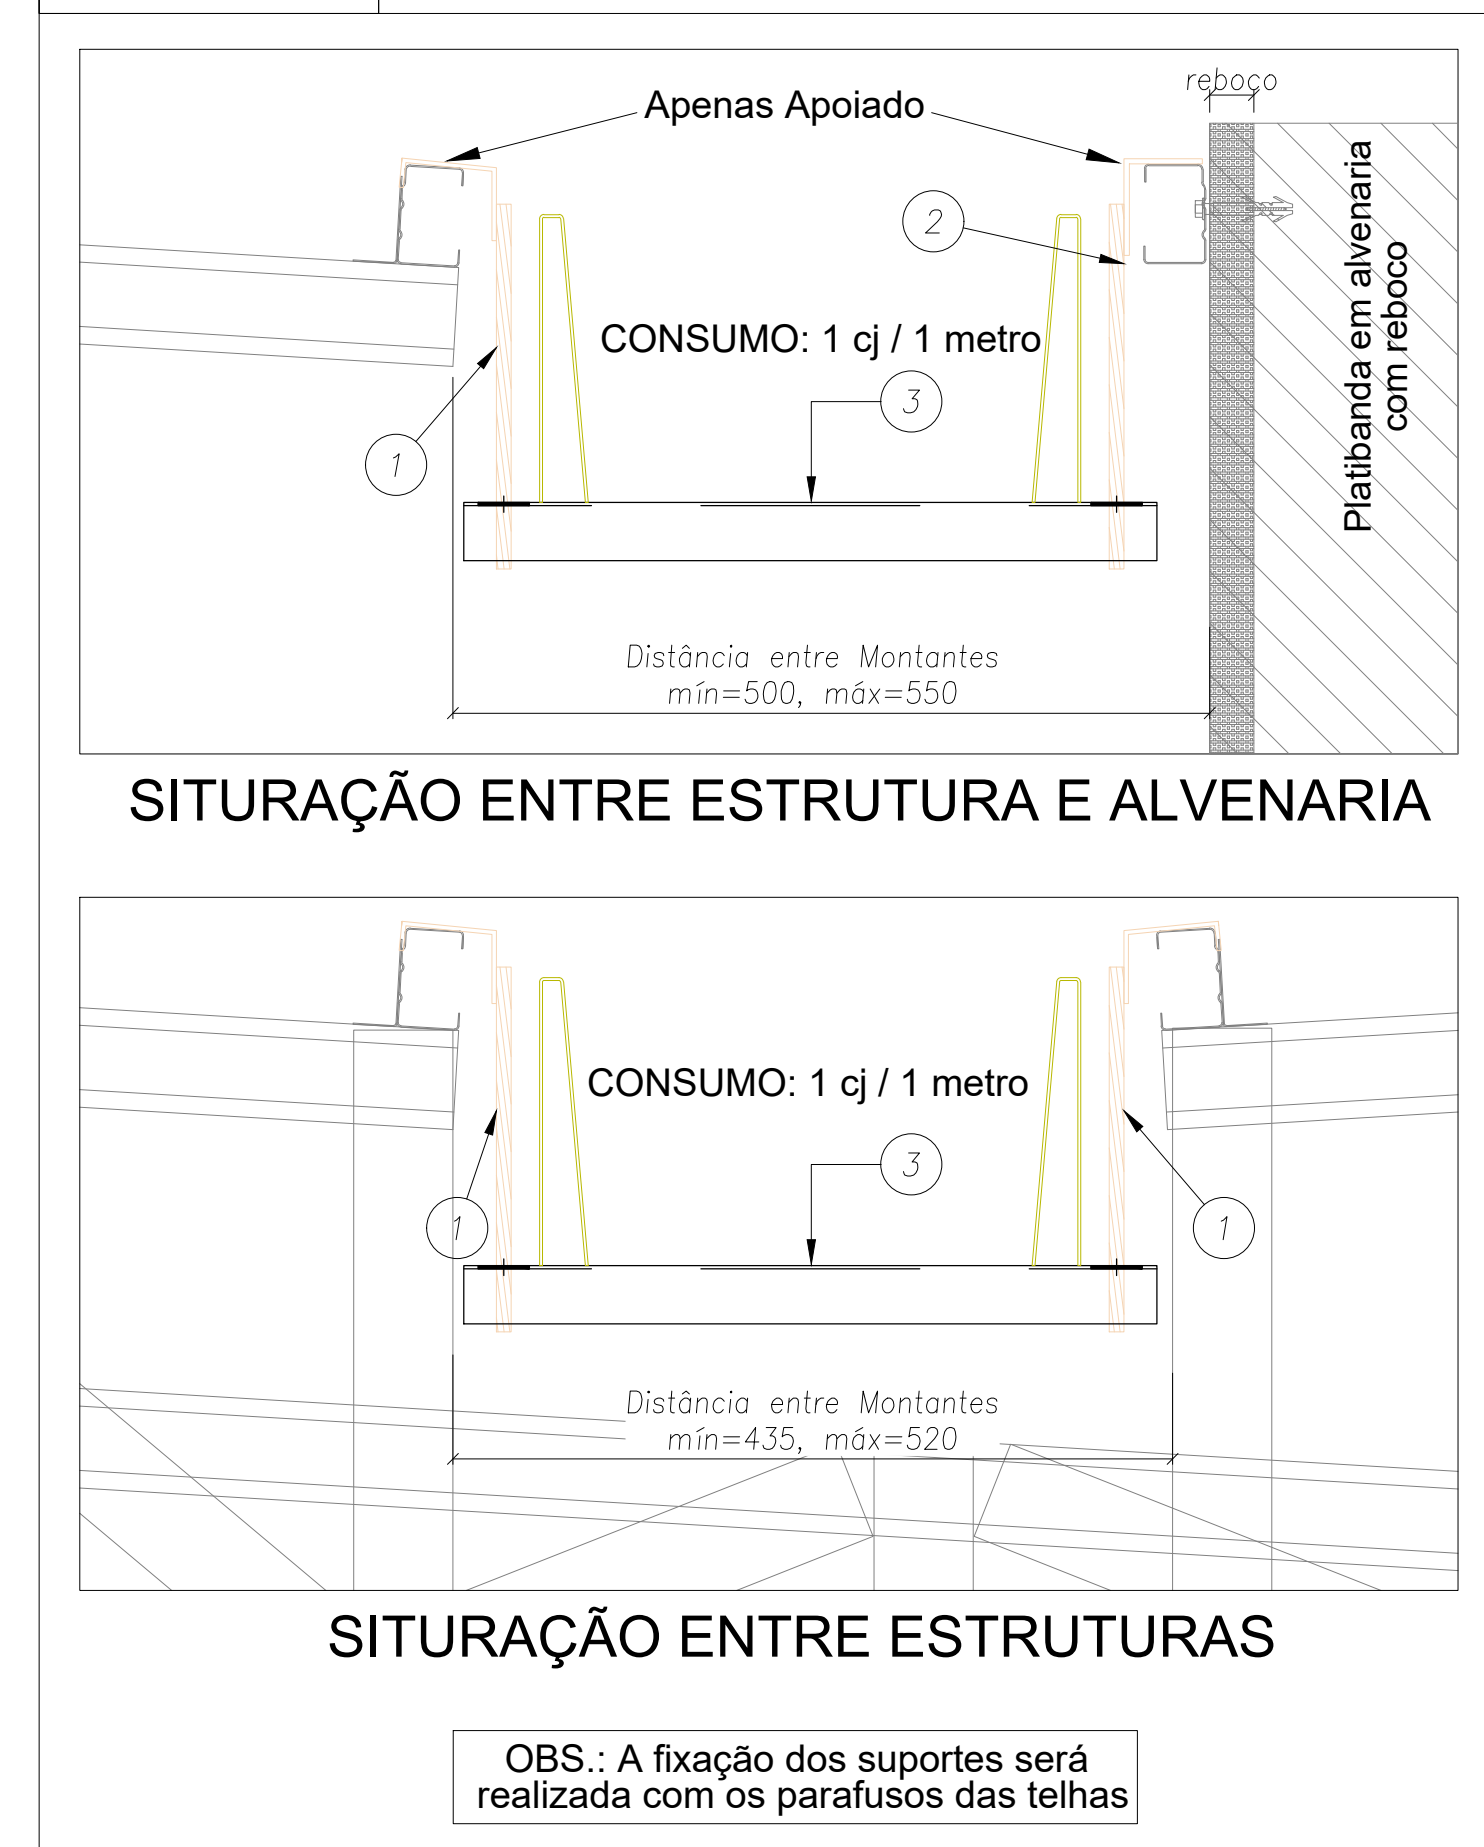 reboco
Apenas Apoiado
2
Platibanda em alvenaria
com reboco
CONSUMO: 1 cj / 1 metro
3
1
Distância entre Montantes
mín=500, máx=550
SITURAÇÃO ENTRE ESTRUTURA E ALVENARIA
CONSUMO: 1 cj / 1 metro
3
1
1
Distância entre Montantes
mín=435, máx=520
SITURAÇÃO ENTRE ESTRUTURAS
OBS.: A fixação dos suportes será
realizada com os parafusos das telhas